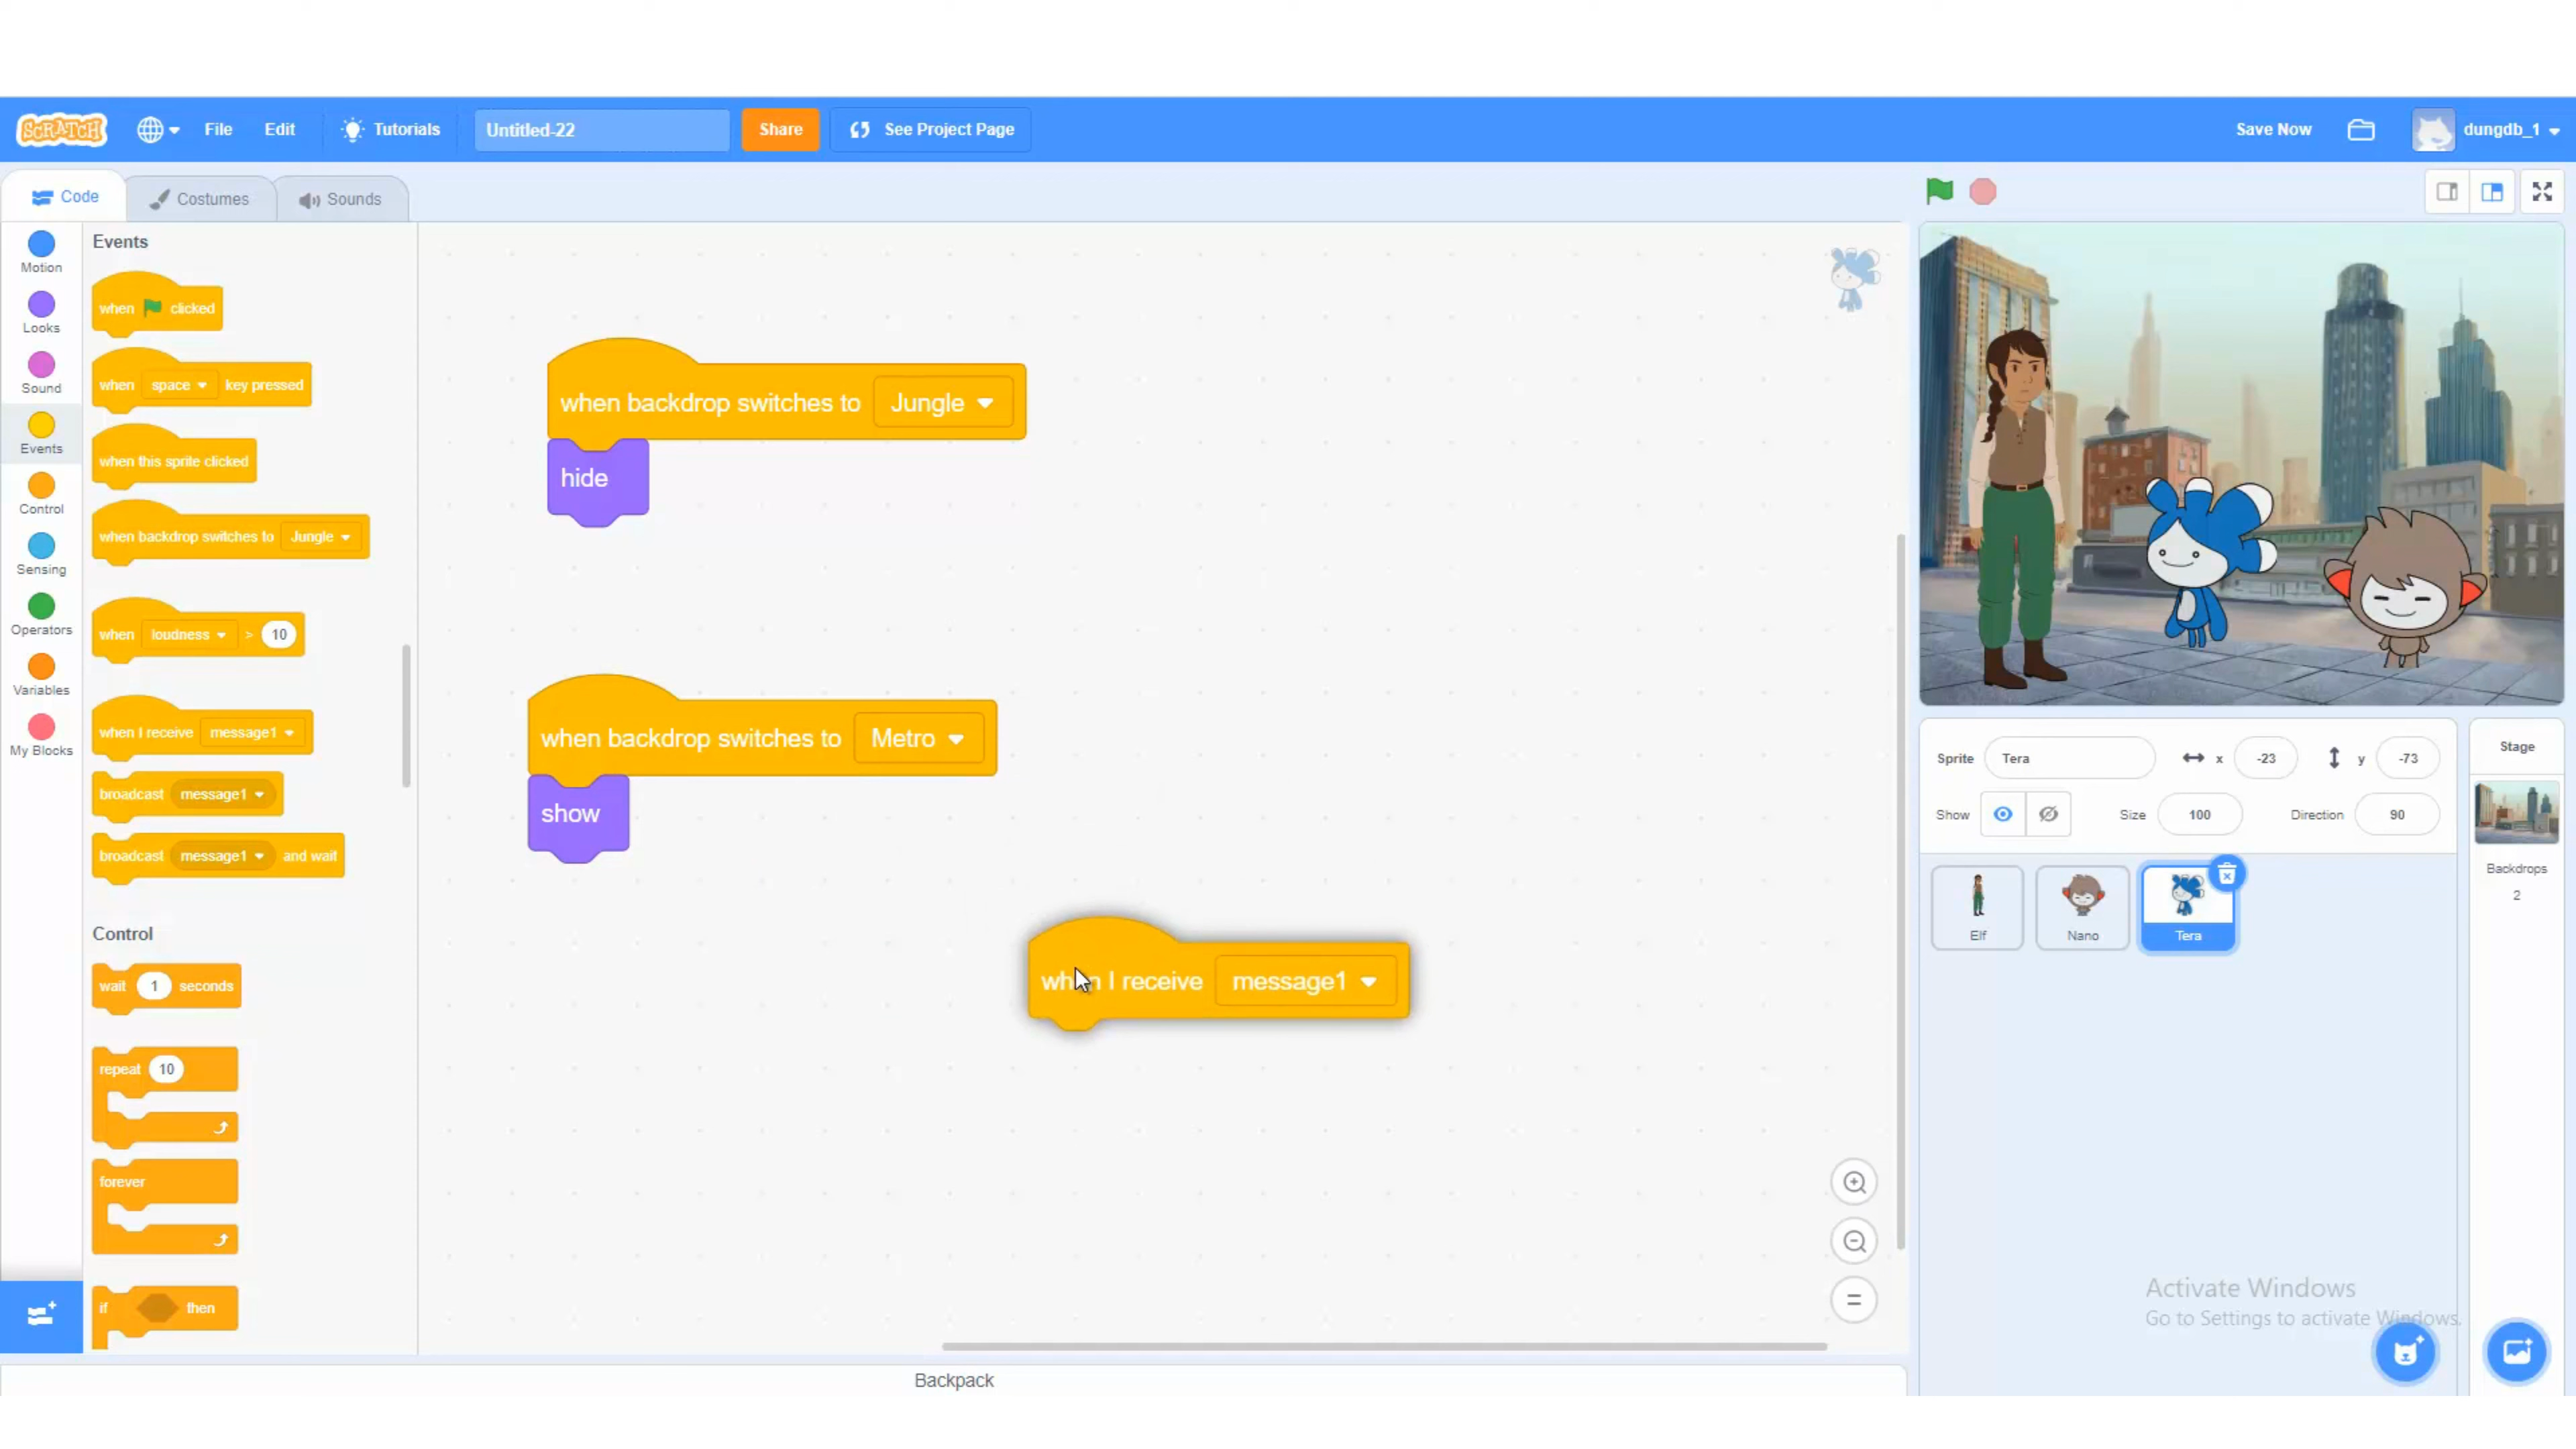 SCRATCH File Edit Tutorials Untitled-22 Share See Project Page Save Now dungdb_1
Code Costumes Sounds
Motion
Looks
Sound
Events
Control
Sensing
Operators
Variables
My Blocks
Events
when clicked
when space key pressed
when this sprite clicked
when backdrop switches to Jungle
when loudness > 10
when I receive message1
broadcast message1
broadcast message1 and wait
Control
wait 1 seconds
repeat 10
forever
if then
when backdrop switches to Jungle
hide
when backdrop switches to Metro
show
when I receive message1
Backpack
Sprite Tera x -23 y -73
Show Size 100 Direction 90
Elf Nano Tera
Stage
Backdrops
2
Activate Windows
Go to Settings to activate Windows.